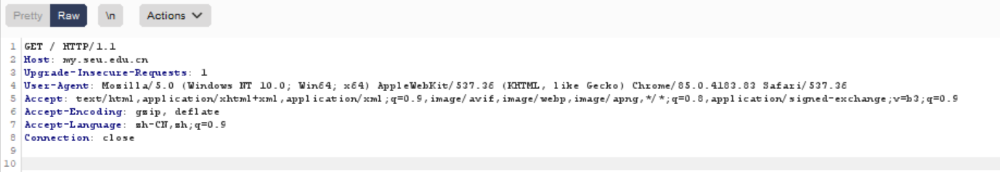 Pretty Raw \n Actions
1 GET / HTTP/1.1
2 Host: my.seu.edu.cn
3 Upgrade-Insecure-Requests: 1
4 User-Agent: Mozilla/5.0 (Windows NT 10.0; Win64; x64) AppleWebKit/537.36 (KHTML, like Gecko) Chrome/85.0.4183.83 Safari/537.36
5 Accept: text/html,application/xhtml+xml,application/xml;q=0.9,image/avif,image/webp,image/apng,*/*;q=0.8,application/signed-exchange;v=b3;q=0.9
6 Accept-Encoding: gzip, deflate
7 Accept-Language: zh-CN,zh;q=0.9
8 Connection: close
9
10